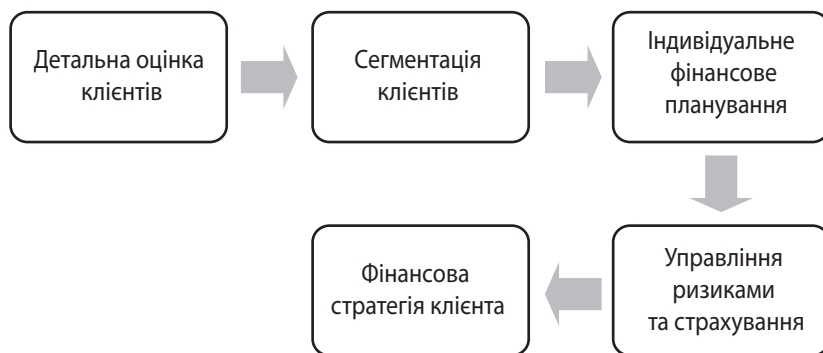 Детальна оцінка
клієнтів
Сегментація
клієнтів
Індивідуальне
фінансове
планування
Управління
ризиками
та страхування
Фінансова
стратегія клієнта